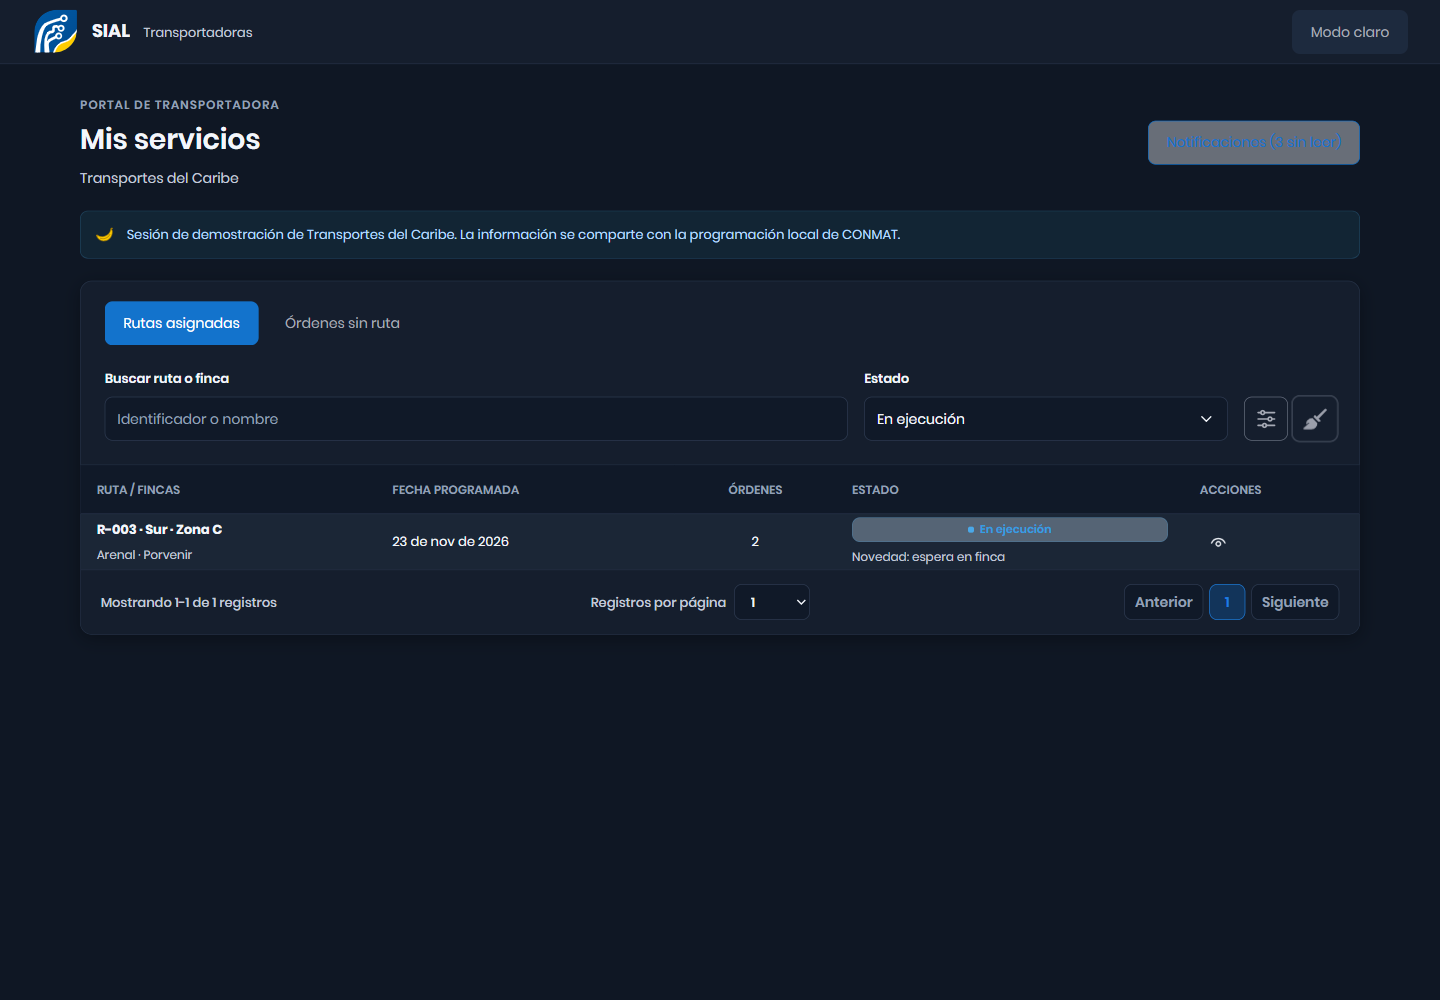 SIAL Transportadoras
Modo claro
PORTAL DE TRANSPORTADORA
Mis servicios
Notificaciones (3 sin leer)
Transportes del Caribe
Sesión de demostración de Transportes del Caribe. La información se comparte con la programación local de CONMAT.
Rutas asignadas
Órdenes sin ruta
Buscar ruta o finca
Estado
Identificador o nombre
En ejecución
RUTA / FINCAS
FECHA PROGRAMADA
ÓRDENES
ESTADO
ACCIONES
R-003 · Sur · Zona C
Arenal · Porvenir
23 de nov de 2026
2
En ejecución
Novedad: espera en finca
Mostrando 1-1 de 1 registros
Registros por página
1
Anterior
1
Siguiente